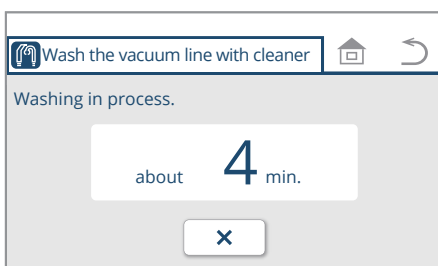 Wash the vacuum line with cleaner
Washing in process.
about 4 min.